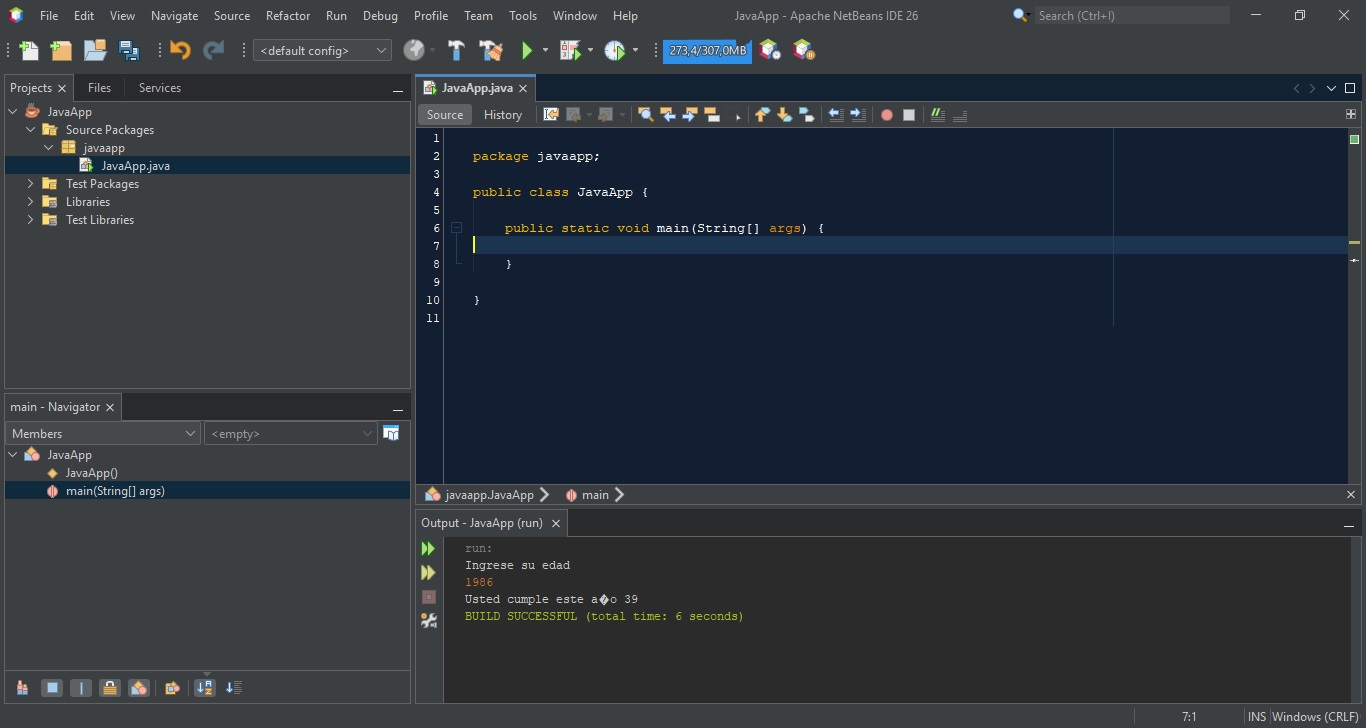 File Edit View Navigate Source Refactor Run Debug Profile Team Tools Window Help JavaApp - Apache NetBeans IDE 26 Search (Ctrl+I)
<default config> 273,4/307,0MB
Projects Files Services
JavaApp
Source Packages
javaapp
JavaApp.java
Test Packages
Libraries
Test Libraries
main - Navigator
Members <empty>
JavaApp
JavaApp()
main(String[] args)
JavaApp.java
Source History
1
2 package javaapp;
3
4 public class JavaApp {
5
6 public static void main(String[] args) {
7
8 }
9
10 }
11
javaapp.JavaApp main
Output - JavaApp (run)
run:
Ingrese su edad
1986
Usted cumple este a�o 39
BUILD SUCCESSFUL (total time: 6 seconds)
7:1 INS Windows (CRLF)